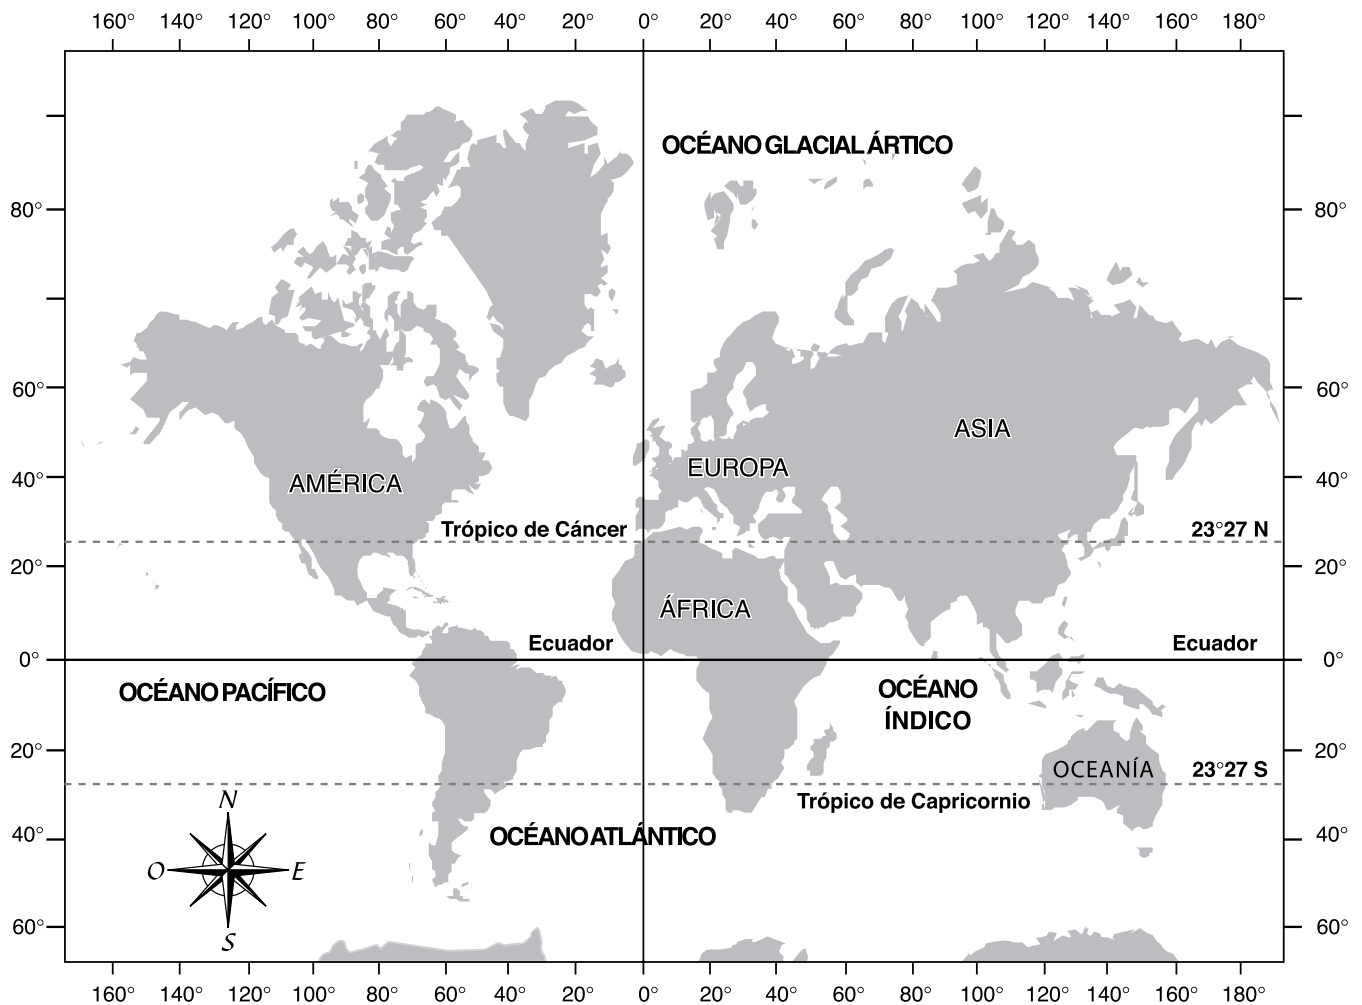 160° 140° 120° 100° 80° 60° 40° 20° 0° 20° 40° 60° 80° 100° 120° 140° 160° 180°
OCÉANO GLACIAL ÁRTICO
80° 80°
60° 60°
ASIA
EUROPA
AMÉRICA
40° 40°
Trópico de Cáncer 23°27 N
20° 20°
ÁFRICA
Ecuador Ecuador
0° 0°
OCÉANO PACÍFICO
OCÉANO
ÍNDICO
20° 20°
OCEANÍA 23°27 S
Trópico de Capricornio
N
OCÉANO ATLÁNTICO
40° 40°
O E
60° 60°
S
160° 140° 120° 100° 80° 60° 40° 20° 0° 20° 40° 60° 80° 100° 120° 140° 160° 180°